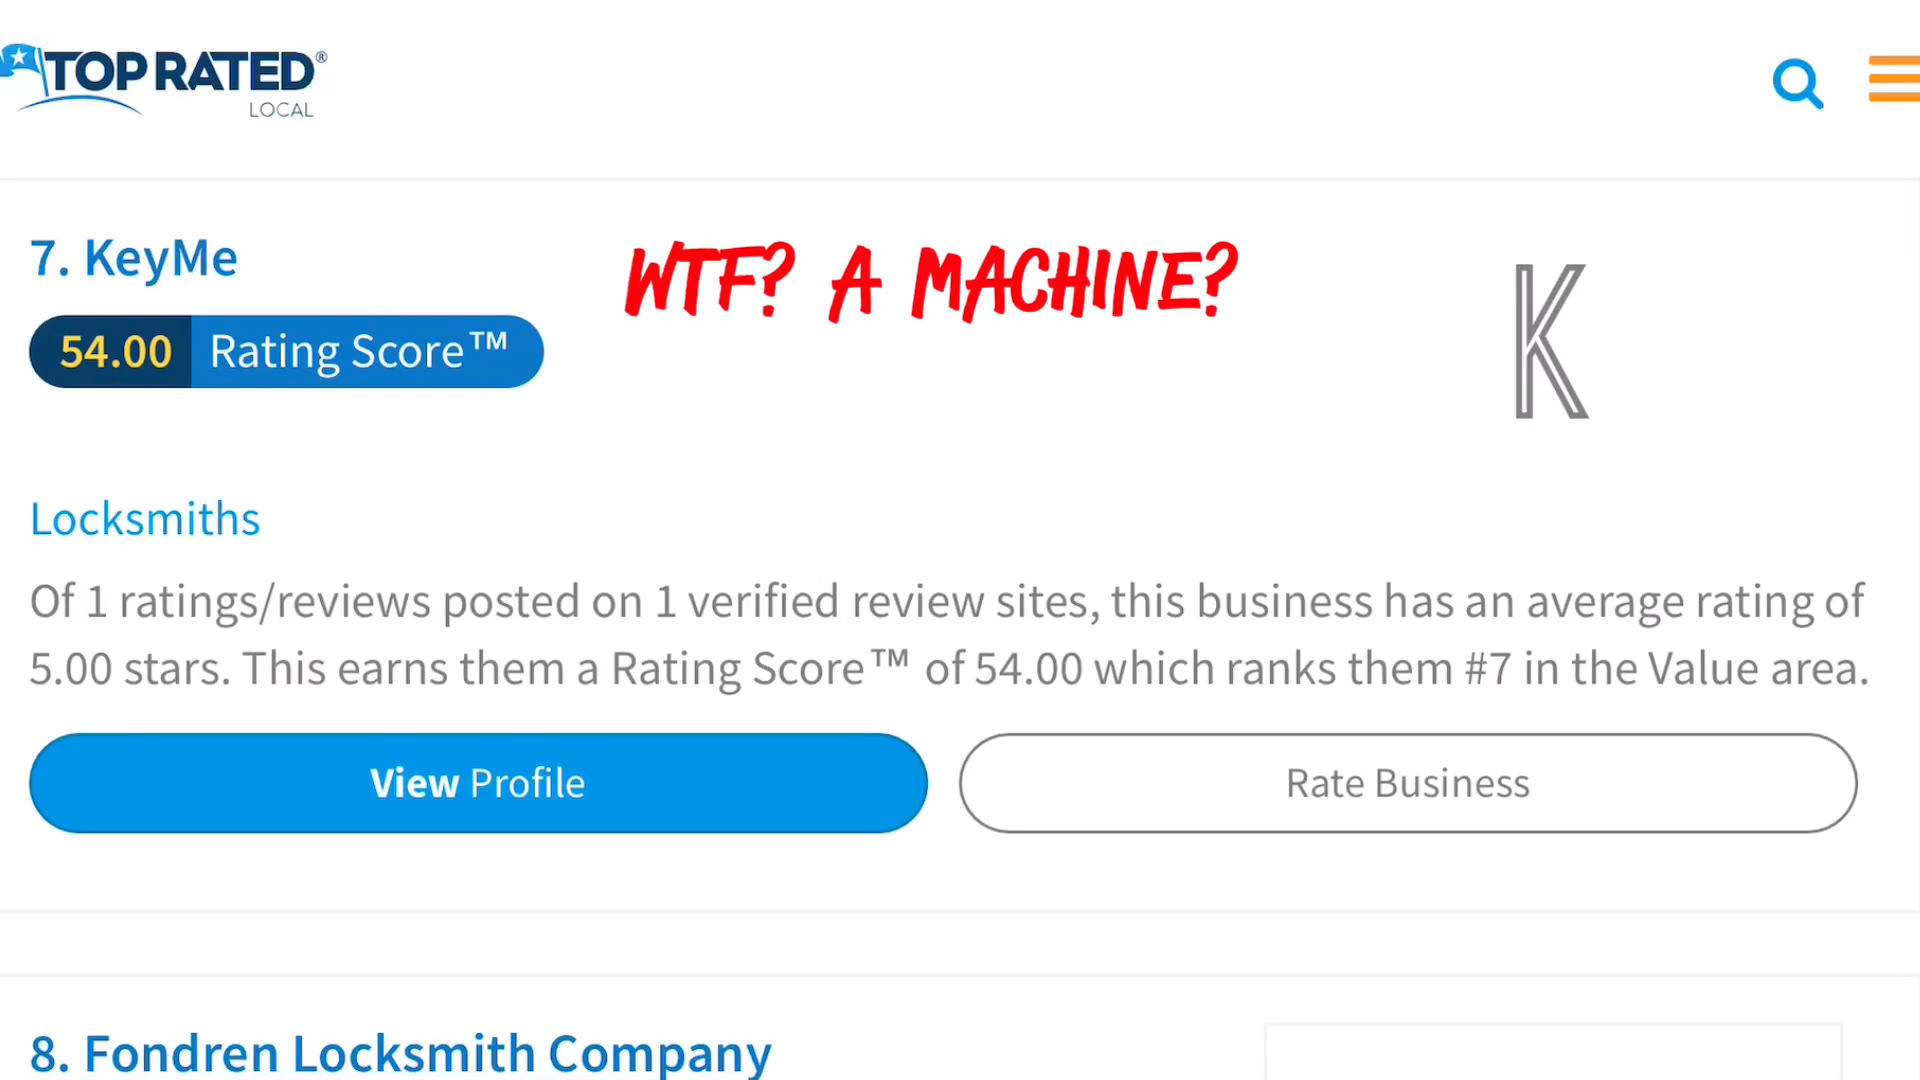 TOP RATED®
LOCAL
7. KeyMe
WTF? A MACHINE?
K
54.00 Rating Score™
Locksmiths
Of 1 ratings/reviews posted on 1 verified review sites, this business has an average rating of
5.00 stars. This earns them a Rating Score™ of 54.00 which ranks them #7 in the Value area.
View Profile
Rate Business
8. Fondren Locksmith Company